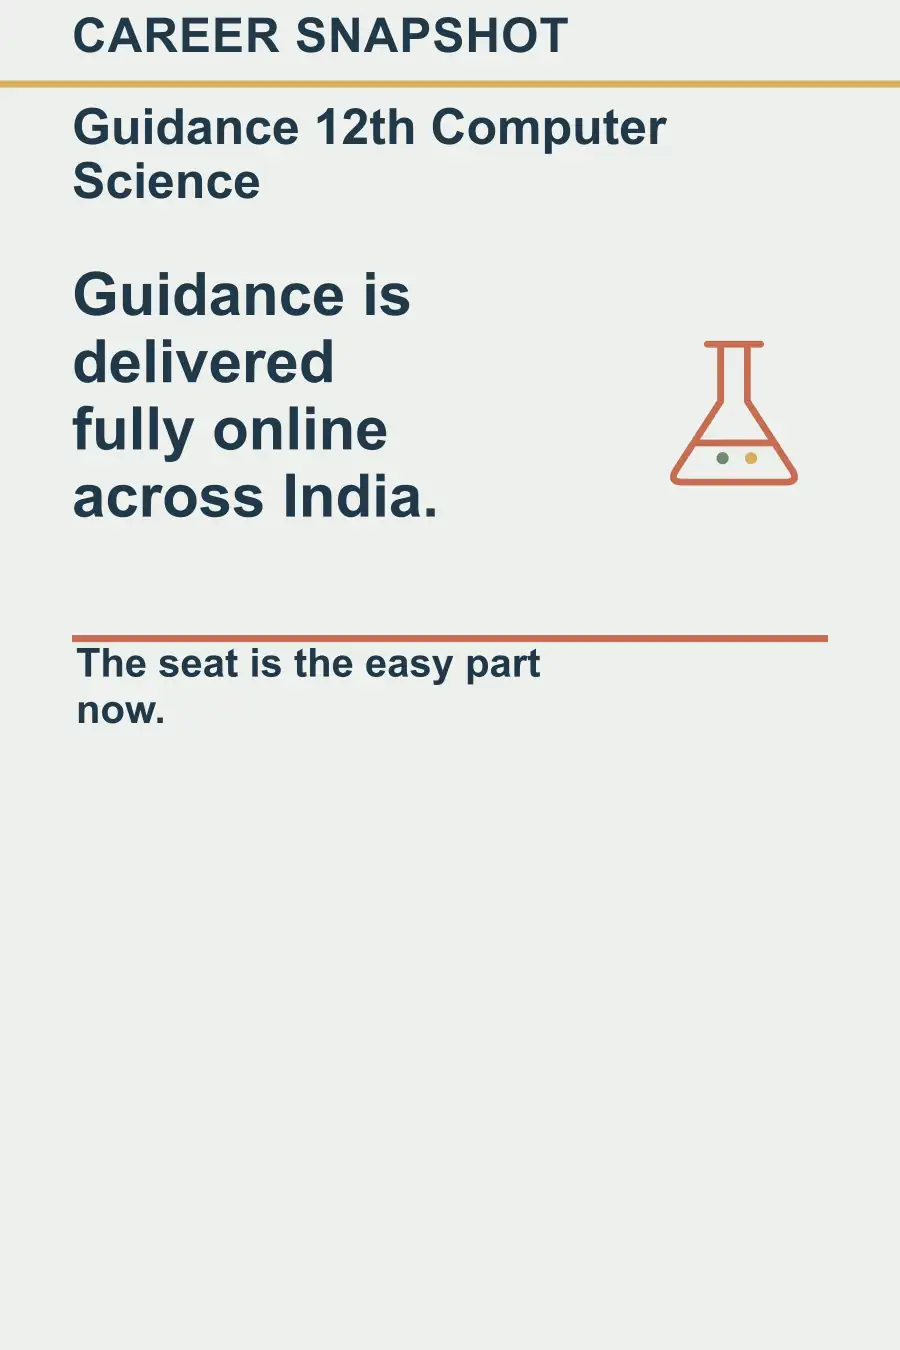 CAREER SNAPSHOT
Guidance 12th Computer
Science
Guidance is
delivered
fully online
across India.
The seat is the easy part
now.